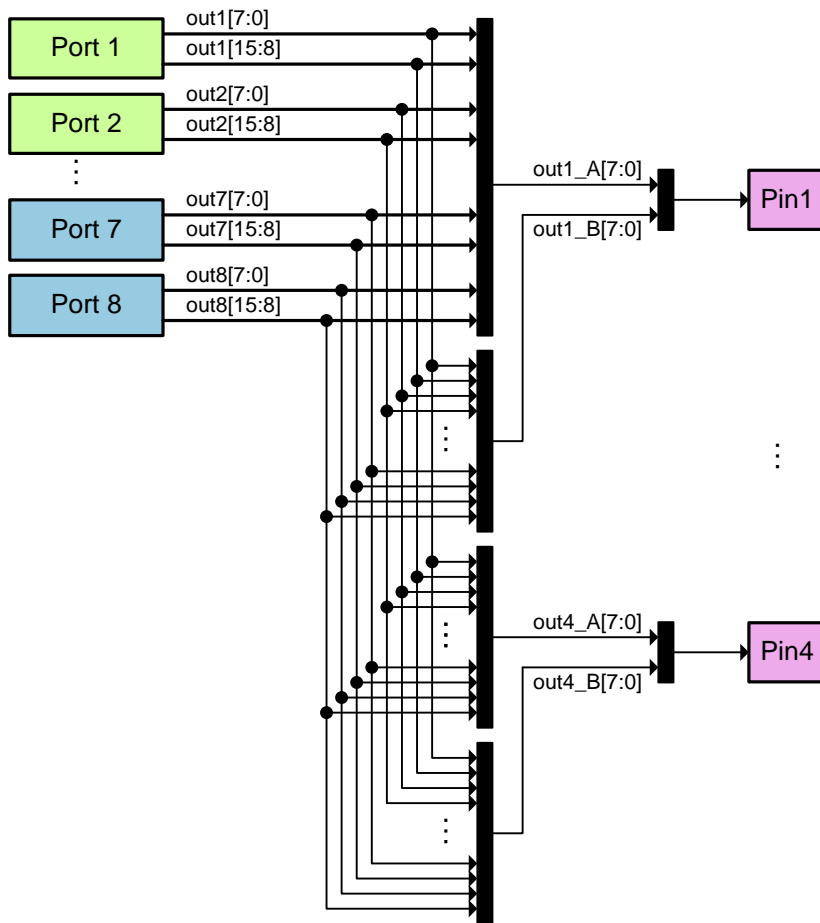 Port 1
out1[7:0]
out1[15:8]
Port 2
out2[7:0]
out2[15:8]
Port 7
out7[7:0]
out7[15:8]
Port 8
out8[7:0]
out8[15:8]
out1_A[7:0]
out1_B[7:0]
Pin1
out4_A[7:0]
out4_B[7:0]
Pin4